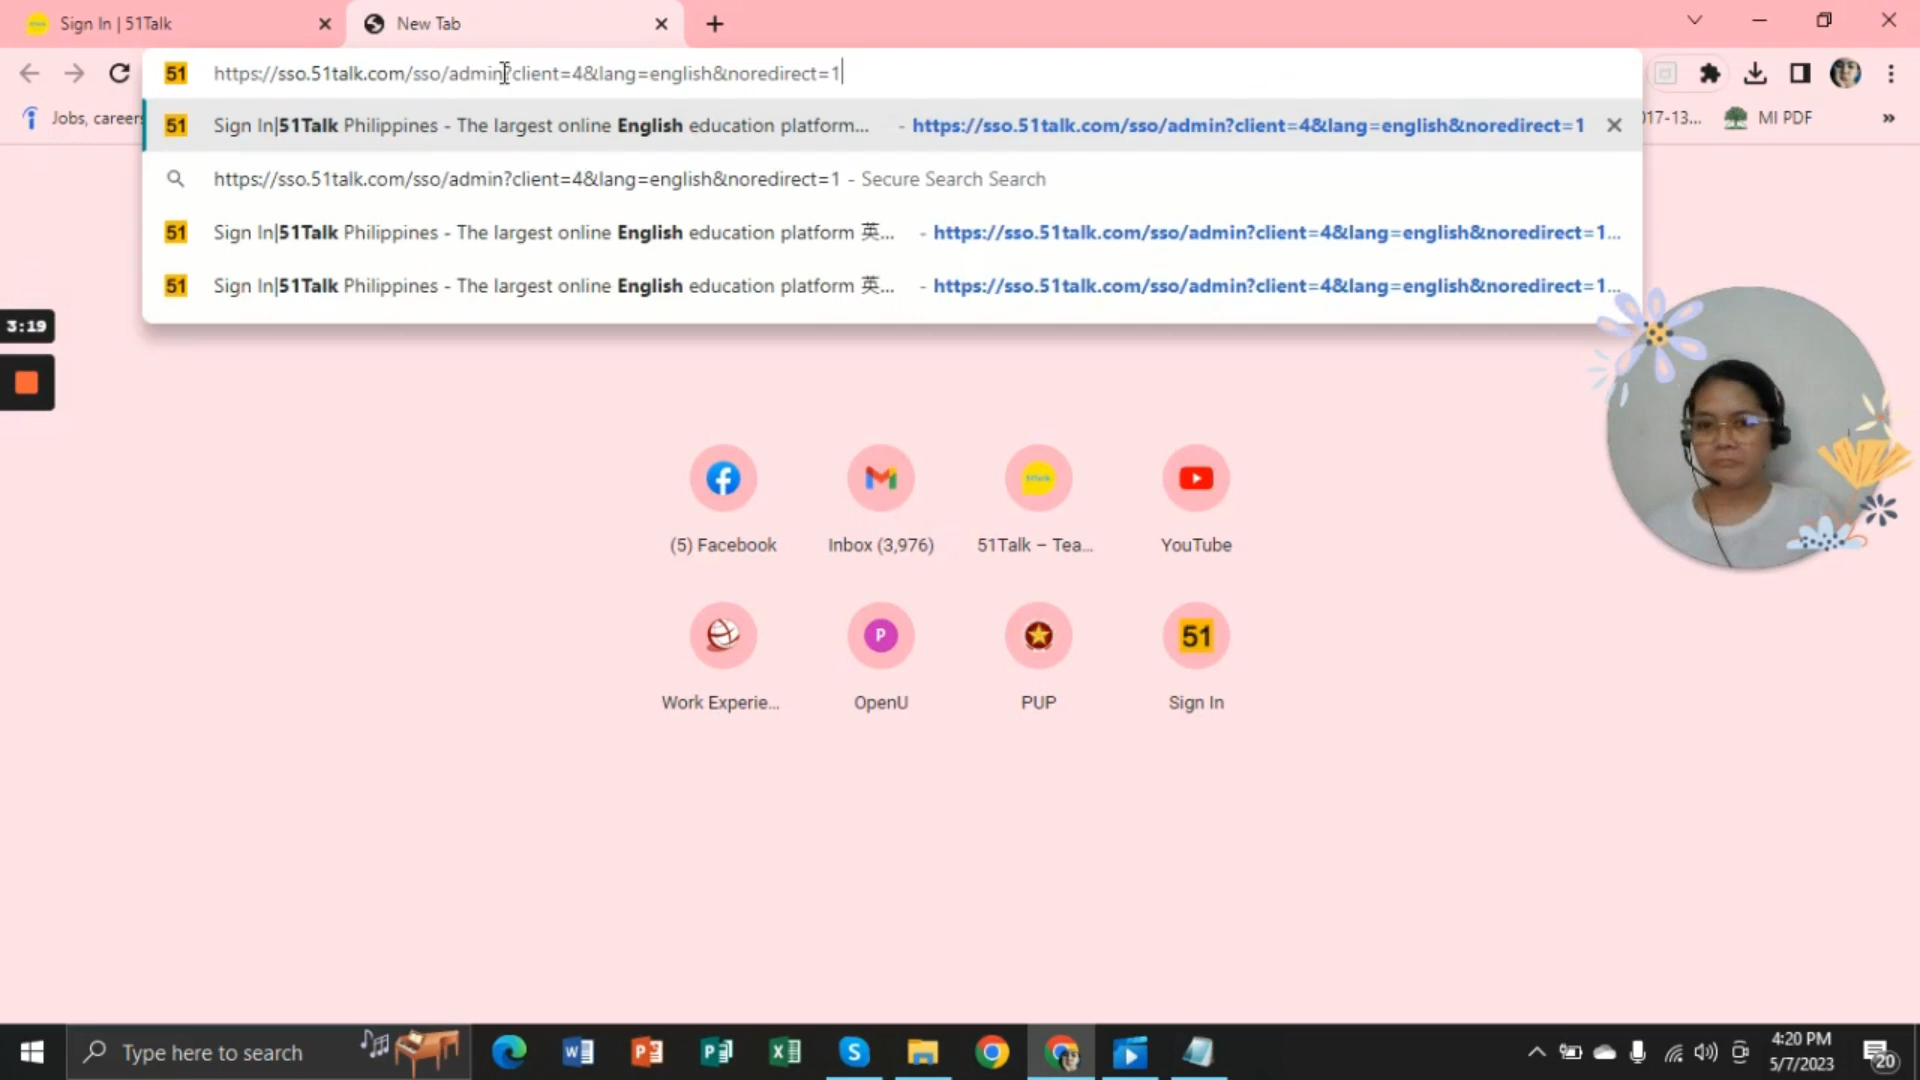 Sign In | 51Talk
New Tab
51 https://sso.51talk.com/sso/admin?client=4&lang=english&noredirect=1
Jobs, career
017-13...
MI PDF
»
51 Sign In|51Talk Philippines - The largest online English education platform... - https://sso.51talk.com/sso/admin?client=4&lang=english&noredirect=1
https://sso.51talk.com/sso/admin?client=4&lang=english&noredirect=1 - Secure Search Search
51 Sign In|51Talk Philippines - The largest online English education platform 英... - https://sso.51talk.com/sso/admin?client=4&lang=english&noredirect=1...
51 Sign In|51Talk Philippines - The largest online English education platform 英... - https://sso.51talk.com/sso/admin?client=4&lang=english&noredirect=1...
3:19
(5) Facebook
Inbox (3,976)
51Talk – Tea...
YouTube
P
51
Work Experie...
OpenU
PUP
Sign In
Type here to search
4:20 PM
5/7/2023
20